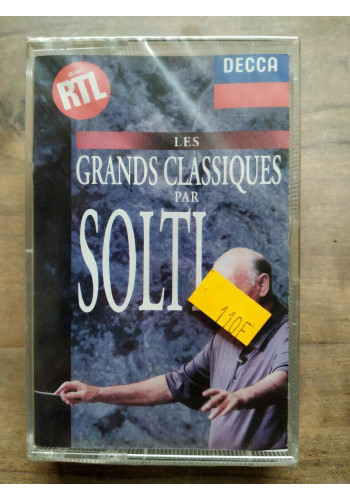 RTL
DECCA
LES
GRANDS CLASSIQUES
PAR
SOLTI
110F